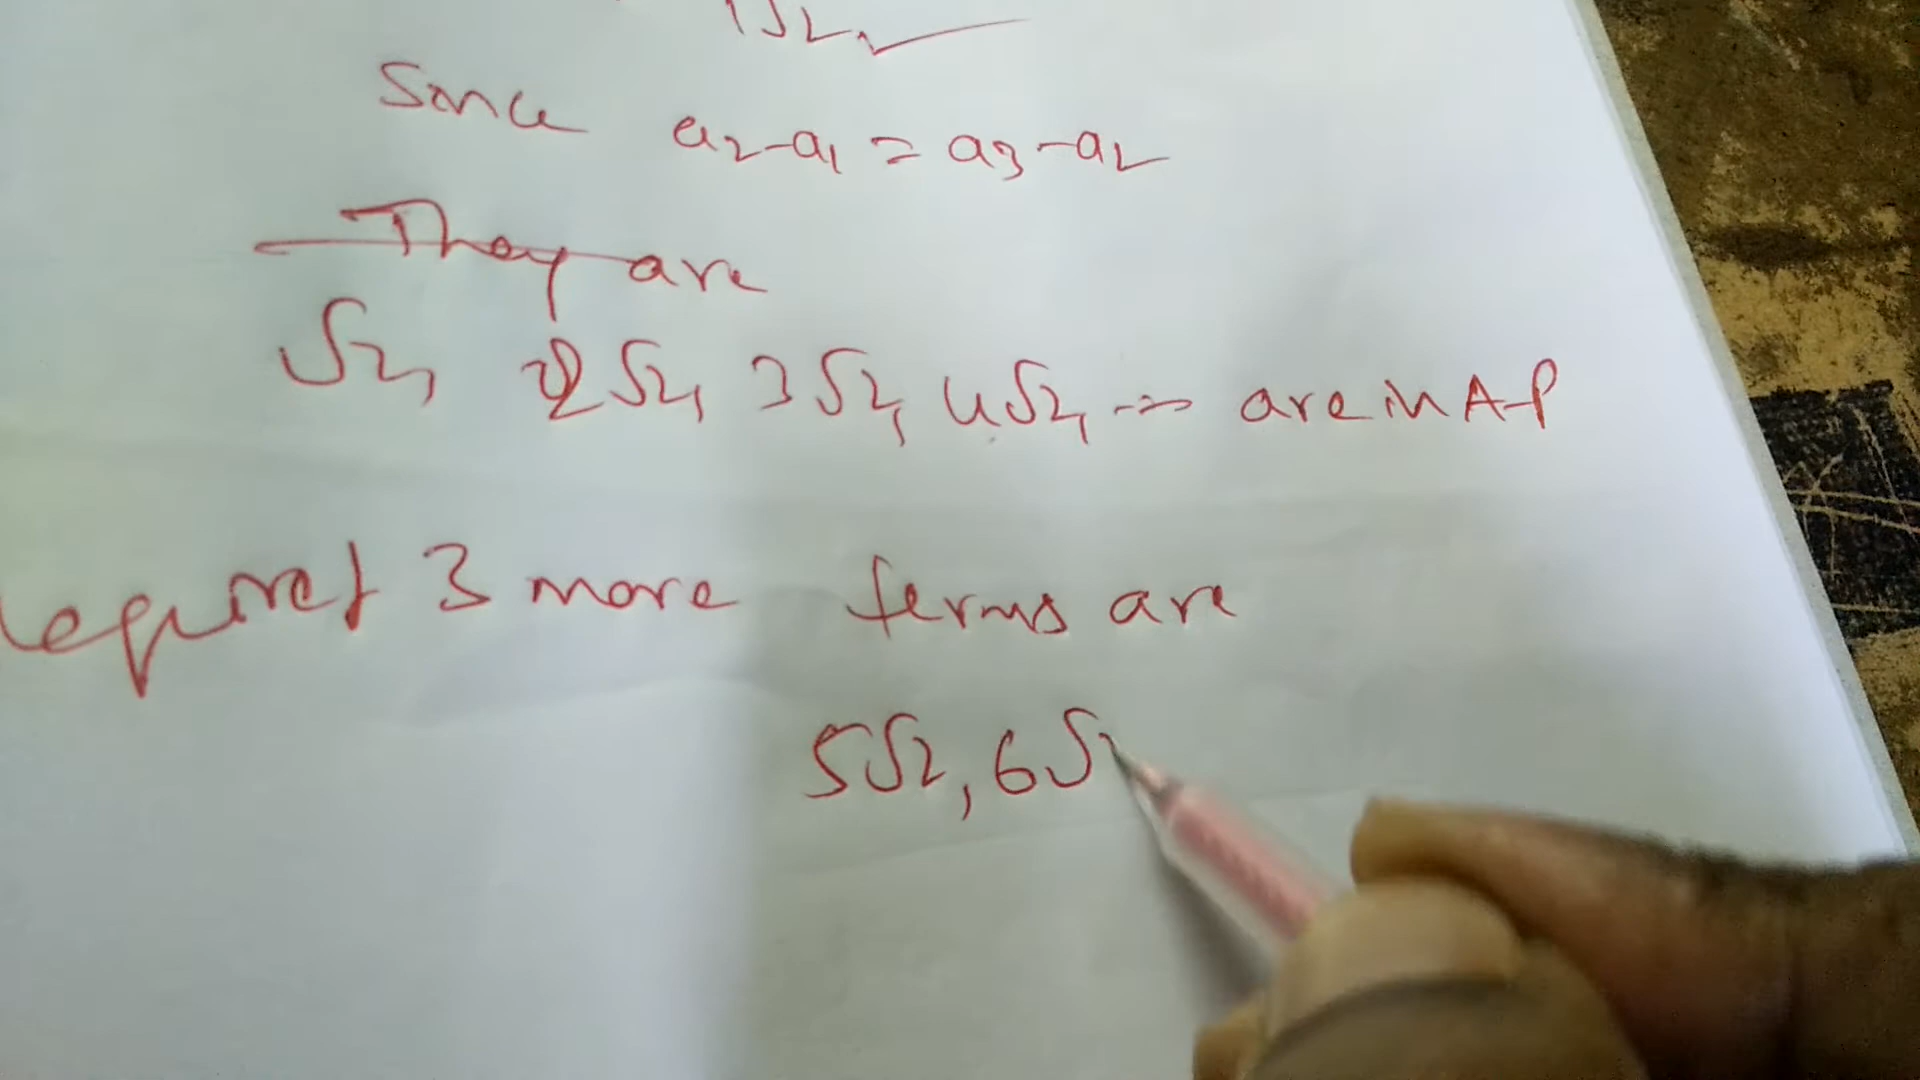 Since a2-a1 = a3-a2
They are
√2, 2√2, 3√2, 4√2, --- are in A-P
3 more terms are
5√2, 6√2